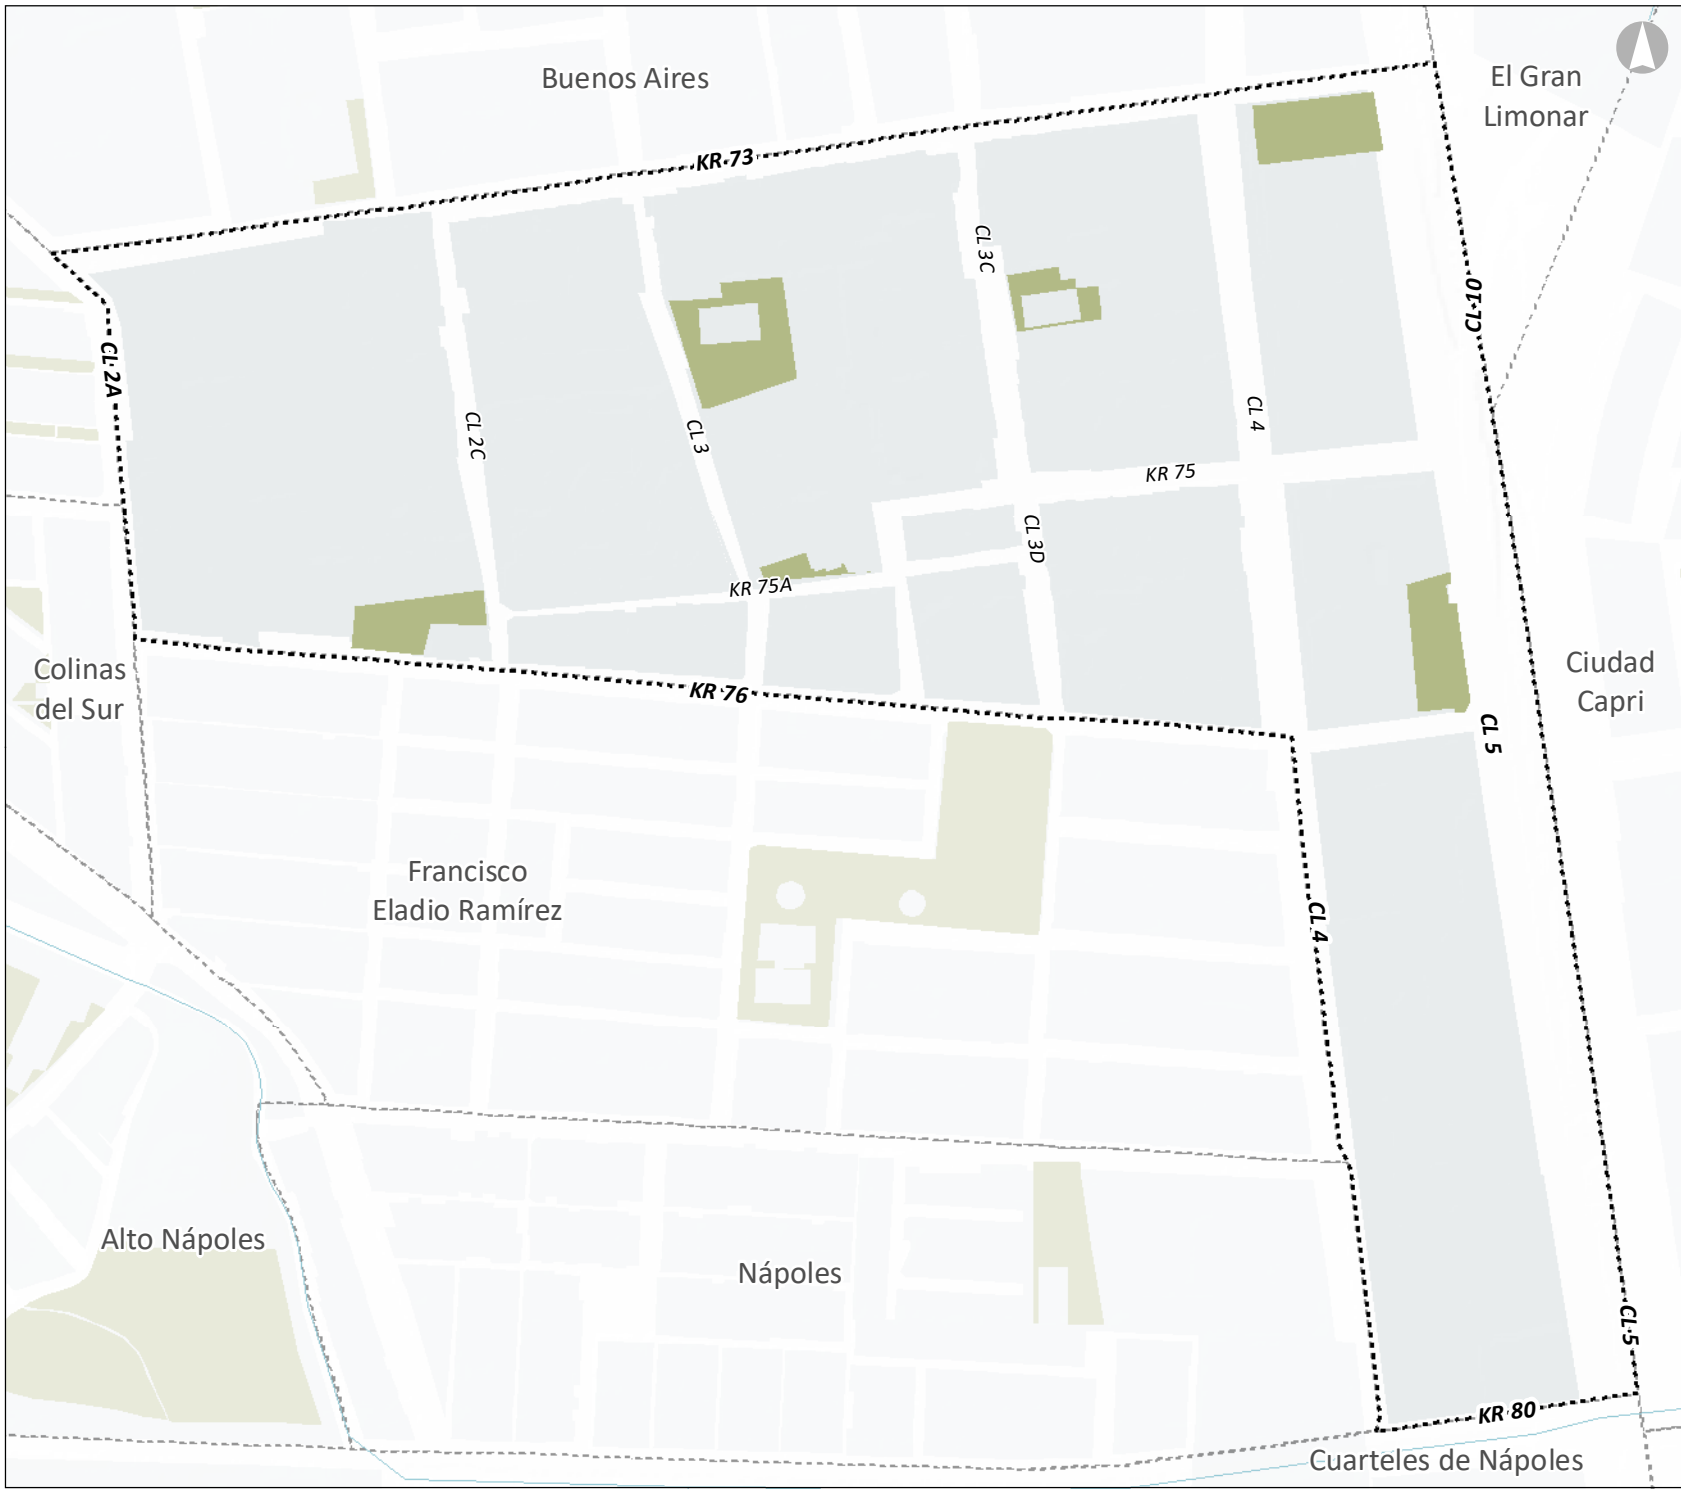 Buenos Aires
El Gran
Limonar
KR 73
CL 3C
CL 10
CL 2A
CL 2C
CL 3
CL 4
KR 75
CL 3D
KR 75A
Colinas
del Sur
KR 76
Ciudad
Capri
CL 5
Francisco
Eladio Ramírez
CL 4
Alto Nápoles
Nápoles
CL 5
KR 80
Cuarteles de Nápoles